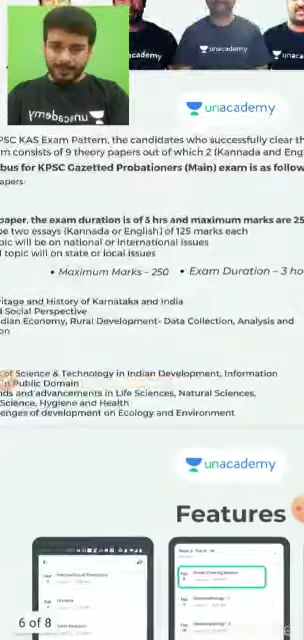 unacademy
unacademy
unacademy
PSC KAS Exam Pattern, the candidates who successfully clear th
m consists of 9 theory papers out of which 2 (Kannada and Eng
bus for KPSC Gazetted Probationers (Main) exam is as follow
apers:
paper, the exam duration is of 3 hrs and maximum marks are 25
be two essays (Kannada or English) of 125 marks each
pic will be on national or international issues
l topic will be on state or local issues
• Maximum Marks – 250 • Exam Duration – 3 ho
ritage and History of Karnataka and India
d Social Perspective
dian Economy, Rural Development- Data Collection, Analysis and
on
of Science & Technology in Indian Development, Information
in Public Domain
nds and advancements in Life Sciences, Natural Sciences,
Science, Hygiene and Health
enges of development on Ecology and Environment
unacademy
Features
6 of 8